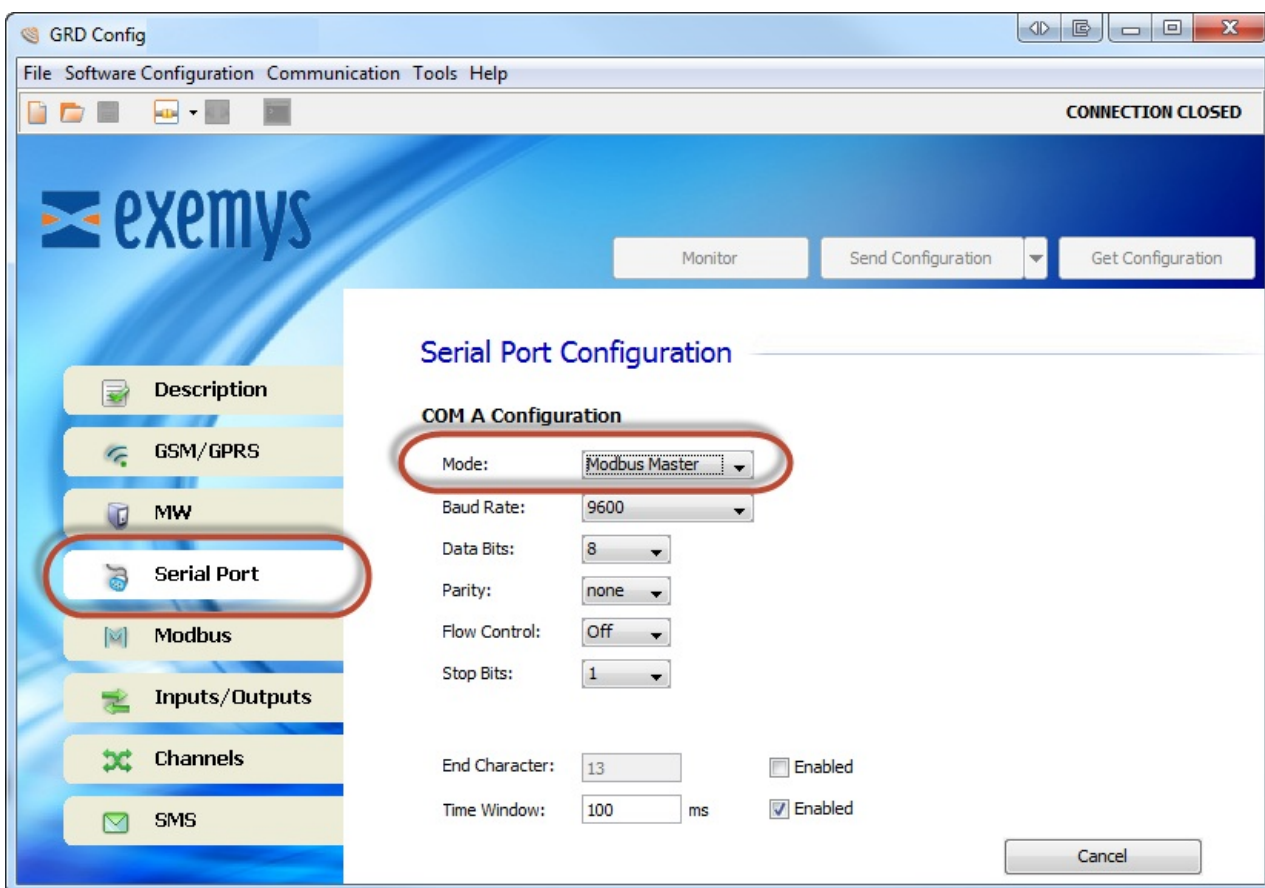 GRD Config
File Software Configuration Communication Tools Help
CONNECTION CLOSED
exemys
Monitor Send Configuration Get Configuration
Serial Port Configuration
Description
COM A Configuration
GSM/GPRS
Mode: Modbus Master
MW
Baud Rate: 9600
Data Bits: 8
Serial Port
Parity: none
Modbus
Flow Control: Off
Stop Bits: 1
Inputs/Outputs
Channels
End Character: 13 Enabled
Time Window: 100 ms Enabled
SMS
Cancel